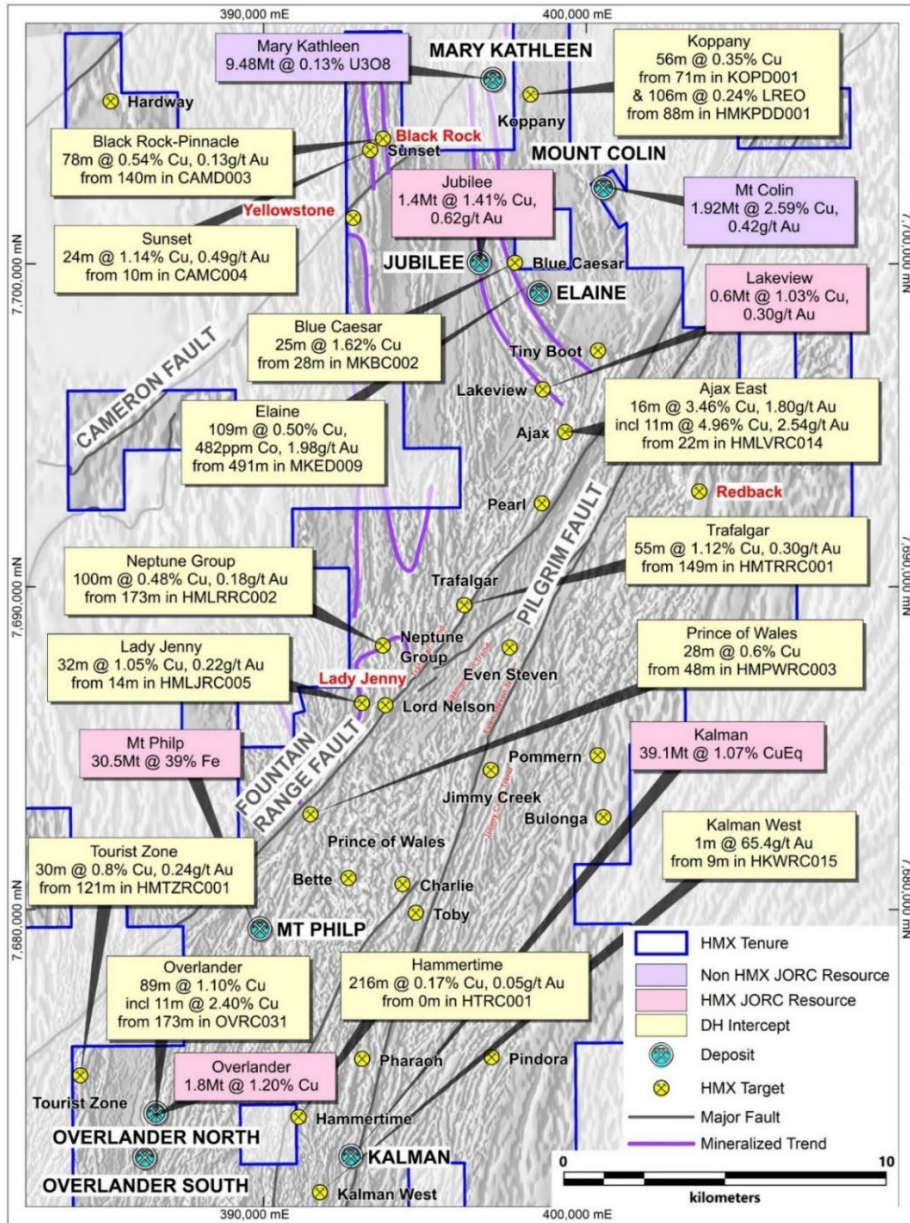 390,000 mE
400,000 mE
Mary Kathleen
9.48Mt @ 0.13% U3O8
MARY KATHLEEN
Koppany
56m @ 0.35% Cu
from 71m in KOPD001
& 106m @ 0.24% LREO
from 88m in HMKPDD001
Hardway
Koppany
Black Rock-Pinnacle
78m @ 0.54% Cu, 0.13g/t Au
from 140m in CAMD003
Black Rock
Sunset
MOUNT COLIN
Jubilee
1.4Mt @ 1.41% Cu,
0.62g/t Au
Mt Colin
1.92Mt @ 2.59% Cu,
0.42g/t Au
Yellowstone
Sunset
24m @ 1.14% Cu, 0.49g/t Au
from 10m in CAMC004
7,700,000 mN
7,700,000 mN
JUBILEE
Blue Caesar
ELAINE
Lakeview
0.6Mt @ 1.03% Cu,
0.30g/t Au
Blue Caesar
25m @ 1.62% Cu
from 28m in MKBC002
Tiny Boot
CAMERON FAULT
Lakeview
Elaine
109m @ 0.50% Cu,
482ppm Co, 1.98g/t Au
from 491m in MKED009
Ajax East
16m @ 3.46% Cu, 1.80g/t Au
incl 11m @ 4.96% Cu, 2.54g/t Au
from 22m in HMLVRC014
Ajax
Redback
Pearl
PILGRIM FAULT
Trafalgar
55m @ 1.12% Cu, 0.30g/t Au
from 149m in HMTRRC001
Neptune Group
100m @ 0.48% Cu, 0.18g/t Au
from 173m in HMLRRC002
Trafalgar
7,690,000 mN
7,690,000 mN
Neptune
Group
Even Steven
Prince of Wales
28m @ 0.6% Cu
from 48m in HMPWRC003
Lady Jenny
32m @ 1.05% Cu, 0.22g/t Au
from 14m in HMLJRC005
Lady Jenny
Lord Nelson
Mt Philp
30.5Mt @ 39% Fe
FOUNTAIN
RANGE FAULT
Kalman
39.1Mt @ 1.07% CuEq
Pommern
Jimmy Creek
Jimmy Creek Trend
Bulonga
Prince of Wales
Kalman West
1m @ 65.4g/t Au
from 9m in HKWRC015
Tourist Zone
30m @ 0.8% Cu, 0.24g/t Au
from 121m in HMTZRC001
Bette
Charlie
Toby
7,680,000 mN
7,680,000 mN
MT PHILP
Overlander
89m @ 1.10% Cu
incl 11m @ 2.40% Cu
from 173m in OVRC031
Hammertime
216m @ 0.17% Cu, 0.05g/t Au
from 0m in HTRC001
Overlander
1.8Mt @ 1.20% Cu
Pharaoh
Pindora
Tourist Zone
OVERLANDER NORTH
Hammertime
OVERLANDER SOUTH
KALMAN
Kalman West
HMX Tenure
Non HMX JORC Resource
HMX JORC Resource
DH Intercept
Deposit
HMX Target
Major Fault
Mineralized Trend
0
10
kilometers
390,000 mE
400,000 mE